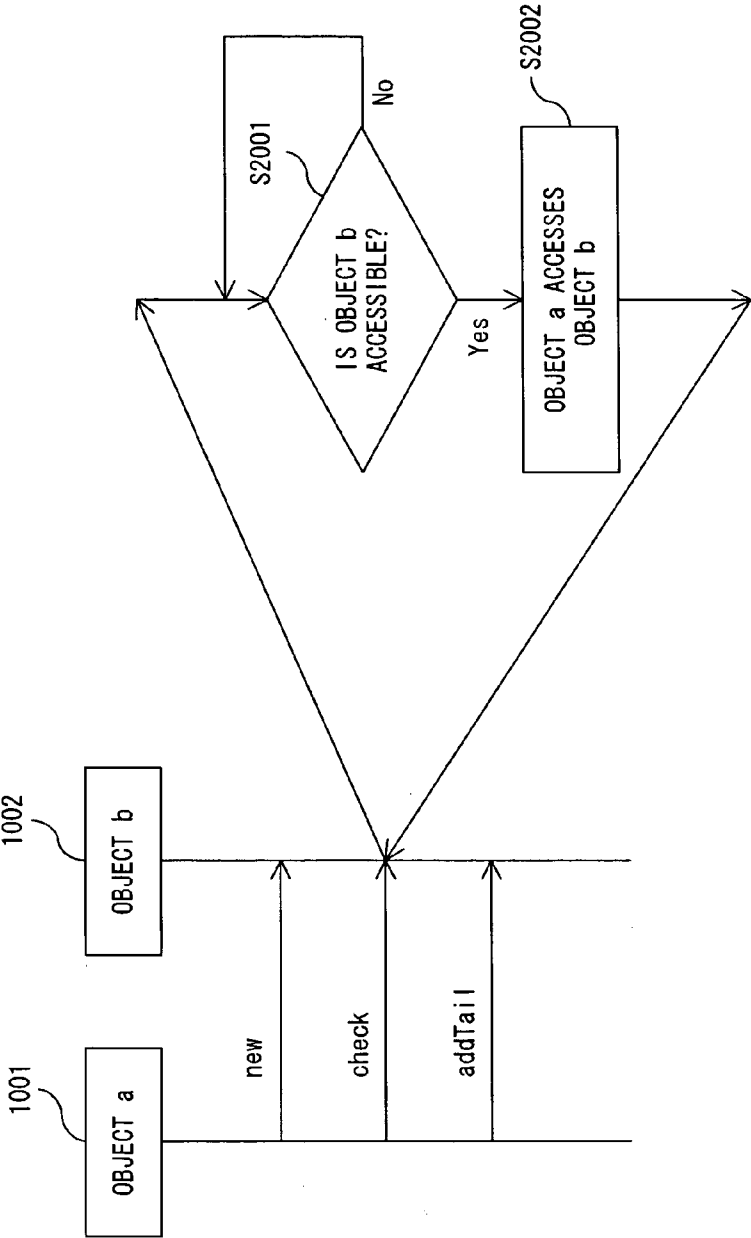 1001
OBJECT a
1002
OBJECT b
new
check
addTail
S2001
IS OBJECT b
ACCESSIBLE?
No
Yes
S2002
OBJECT a ACCESSES
OBJECT b